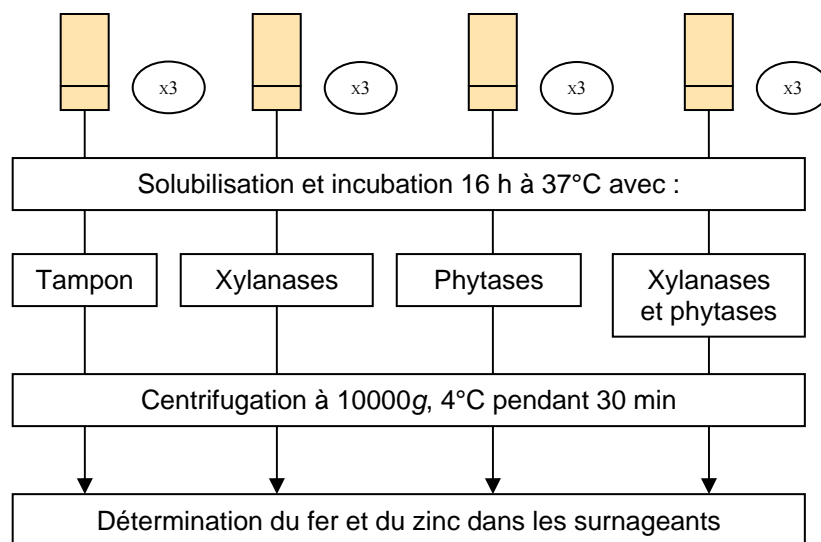 x3
x3
x3
x3
Solubilisation et incubation 16 h à 37°C avec :
Tampon
Xylanases
Phytases
Xylanases
et phytases
Centrifugation à 10000g, 4°C pendant 30 min
Détermination du fer et du zinc dans les surnageants